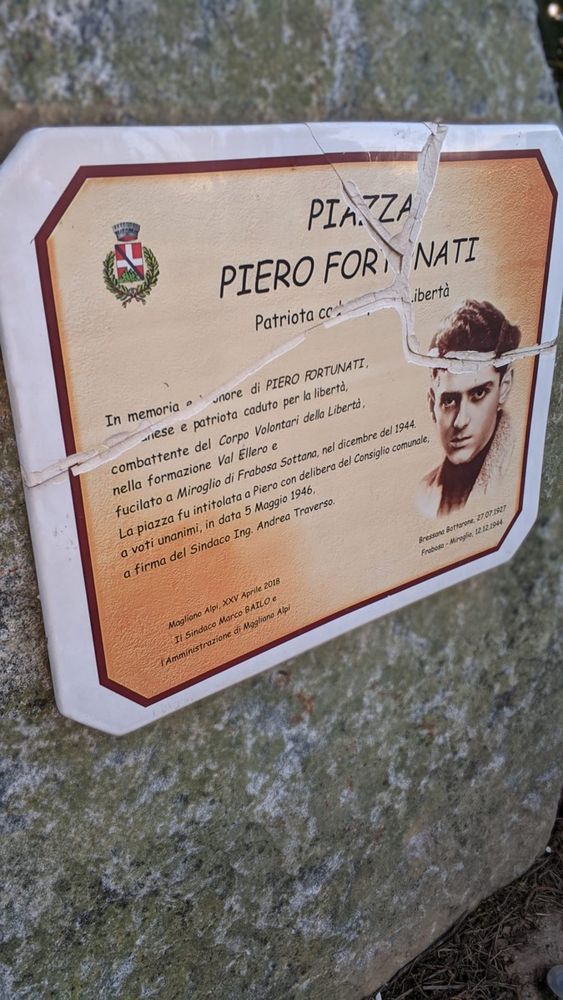 PIAZZA
PIERO FORTUNATI
Patriota Libertà
In memoria e onore di PIERO FORTUNATI,
e patriota caduto per la libertà,
combattente del Corpo Volontari della Libertà,
nella formazione Val Ellero e
fucilato a Miroglio di Frabosa Sottana, nel dicembre del 1944.
La piazza fu intitolata a Piero con delibera del Consiglio comunale,
a voti unanimi, in data 5 Maggio 1946,
a firma del Sindaco Ing. Andrea Traverso.
Bressana Bottarone, 27.07.1927
Frabosa - Miroglio, 12.12.1944
Magliano Alpi, XXV Aprile 2018
Il Sindaco Marco BAILO e
l'Amministrazione di Magliano Alpi